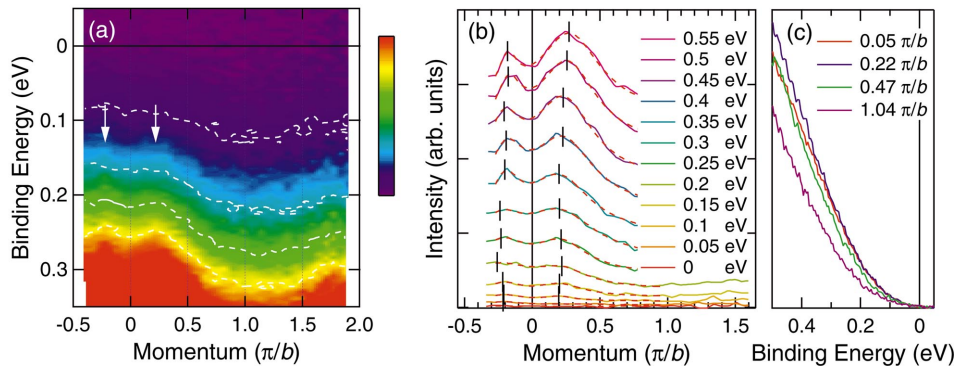 (a)
0
0.1
0.2
0.3
Binding Energy (eV)
-0.5
0
0.5
1.0
1.5
2.0
Momentum (π/b)
(b)
0.55 eV
0.5 eV
0.45 eV
0.4 eV
0.35 eV
0.3 eV
0.25 eV
0.2 eV
0.15 eV
0.1 eV
0.05 eV
0 eV
Intensity (arb. units)
-0.5
0
0.5
1.0
1.5
Momentum (π/b)
(c)
0.05 π/b
0.22 π/b
0.47 π/b
1.04 π/b
0.4
0.2
0
Binding Energy (eV)